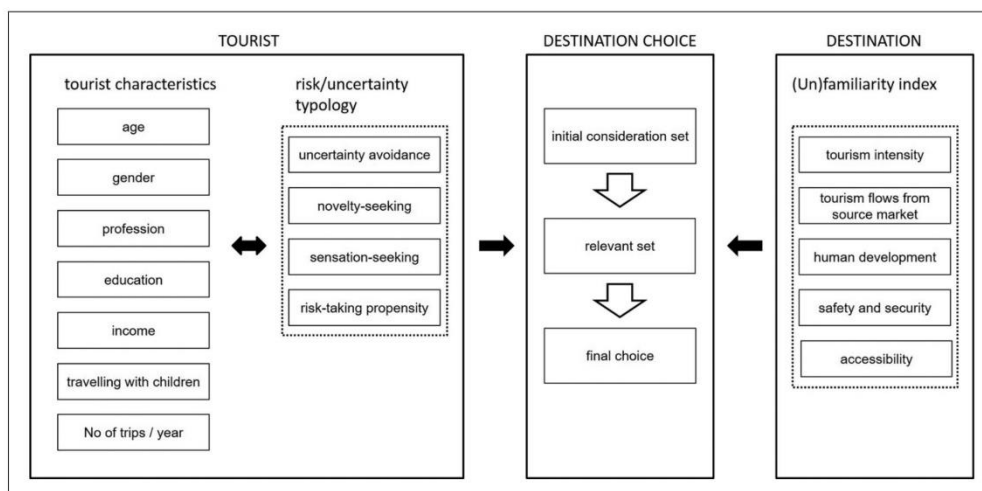 TOURIST
tourist characteristics
age
gender
profession
education
income
travelling with children
No of trips / year
risk/uncertainty
typology
uncertainty avoidance
novelty-seeking
sensation-seeking
risk-taking propensity
DESTINATION CHOICE
initial consideration set
relevant set
final choice
DESTINATION
(Un)familiarity index
tourism intensity
tourism flows from
source market
human development
safety and security
accessibility